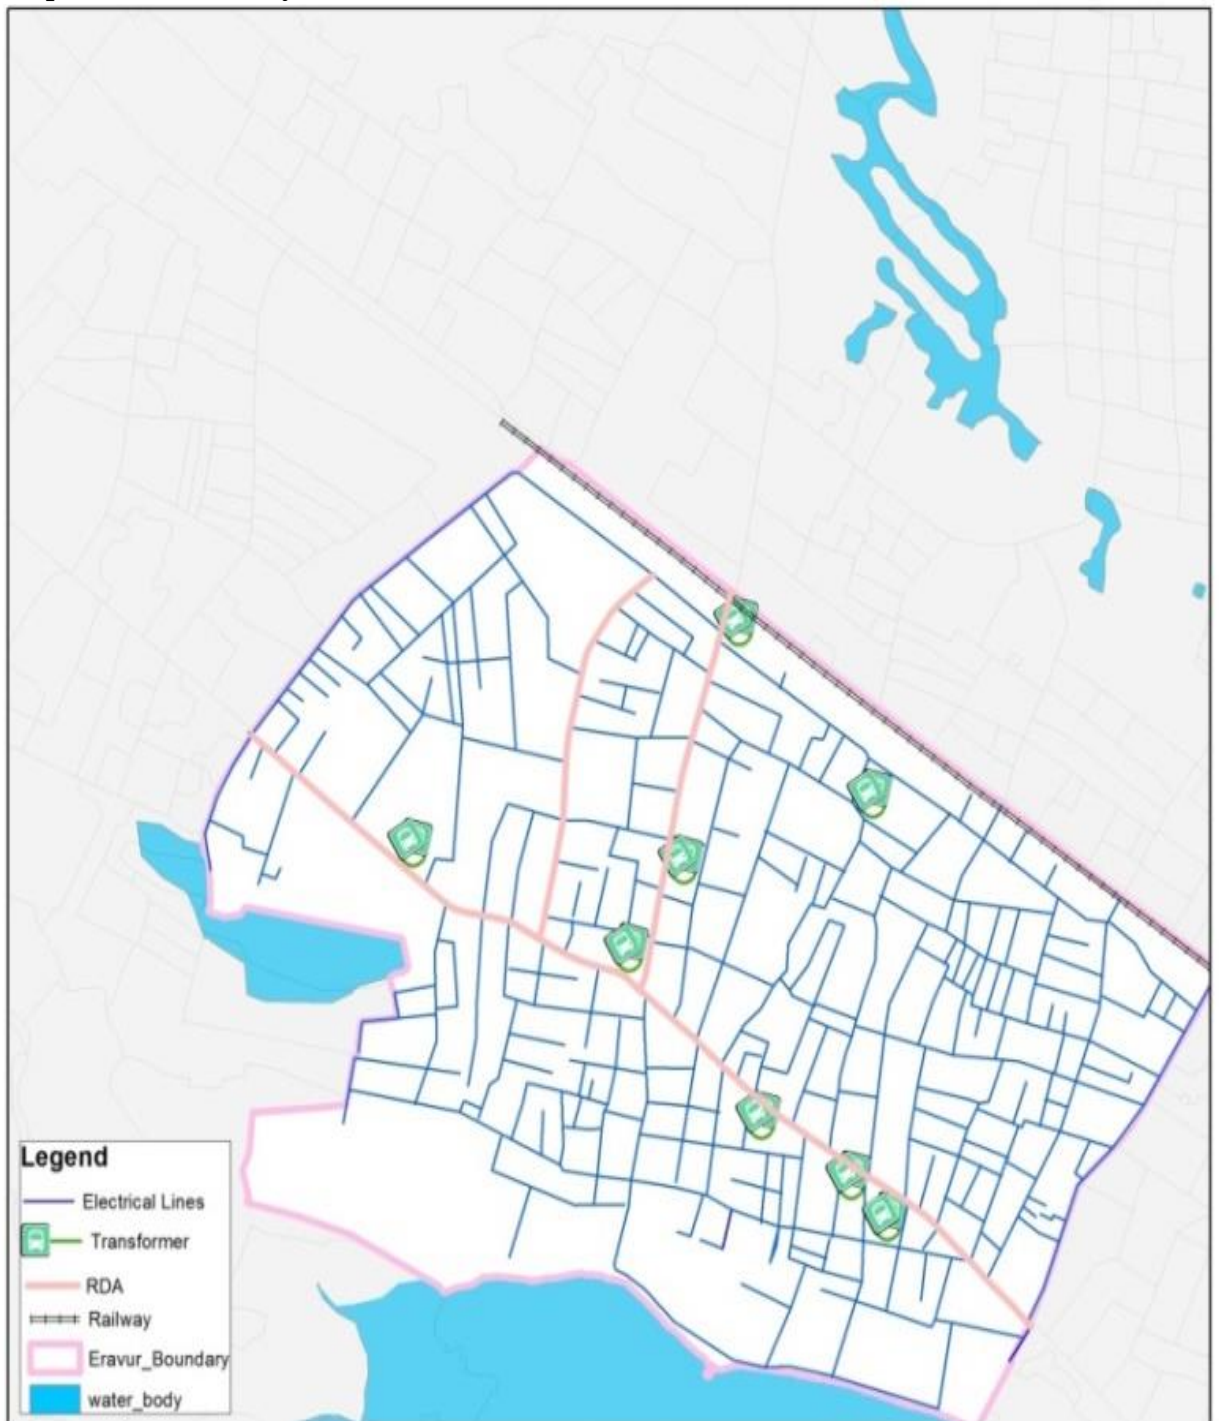 Legend
Electrical Lines
Transformer
RDA
Railway
Eravur_Boundary
water_body